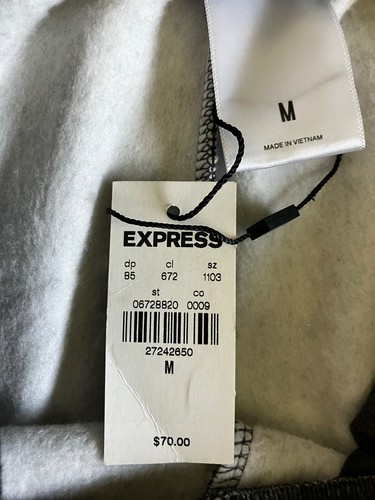 M
MADE IN VIETNAM
EXPRESS
dp cl sz
85 672 1103
st co
06728820 0009
27242650
M
$70.00